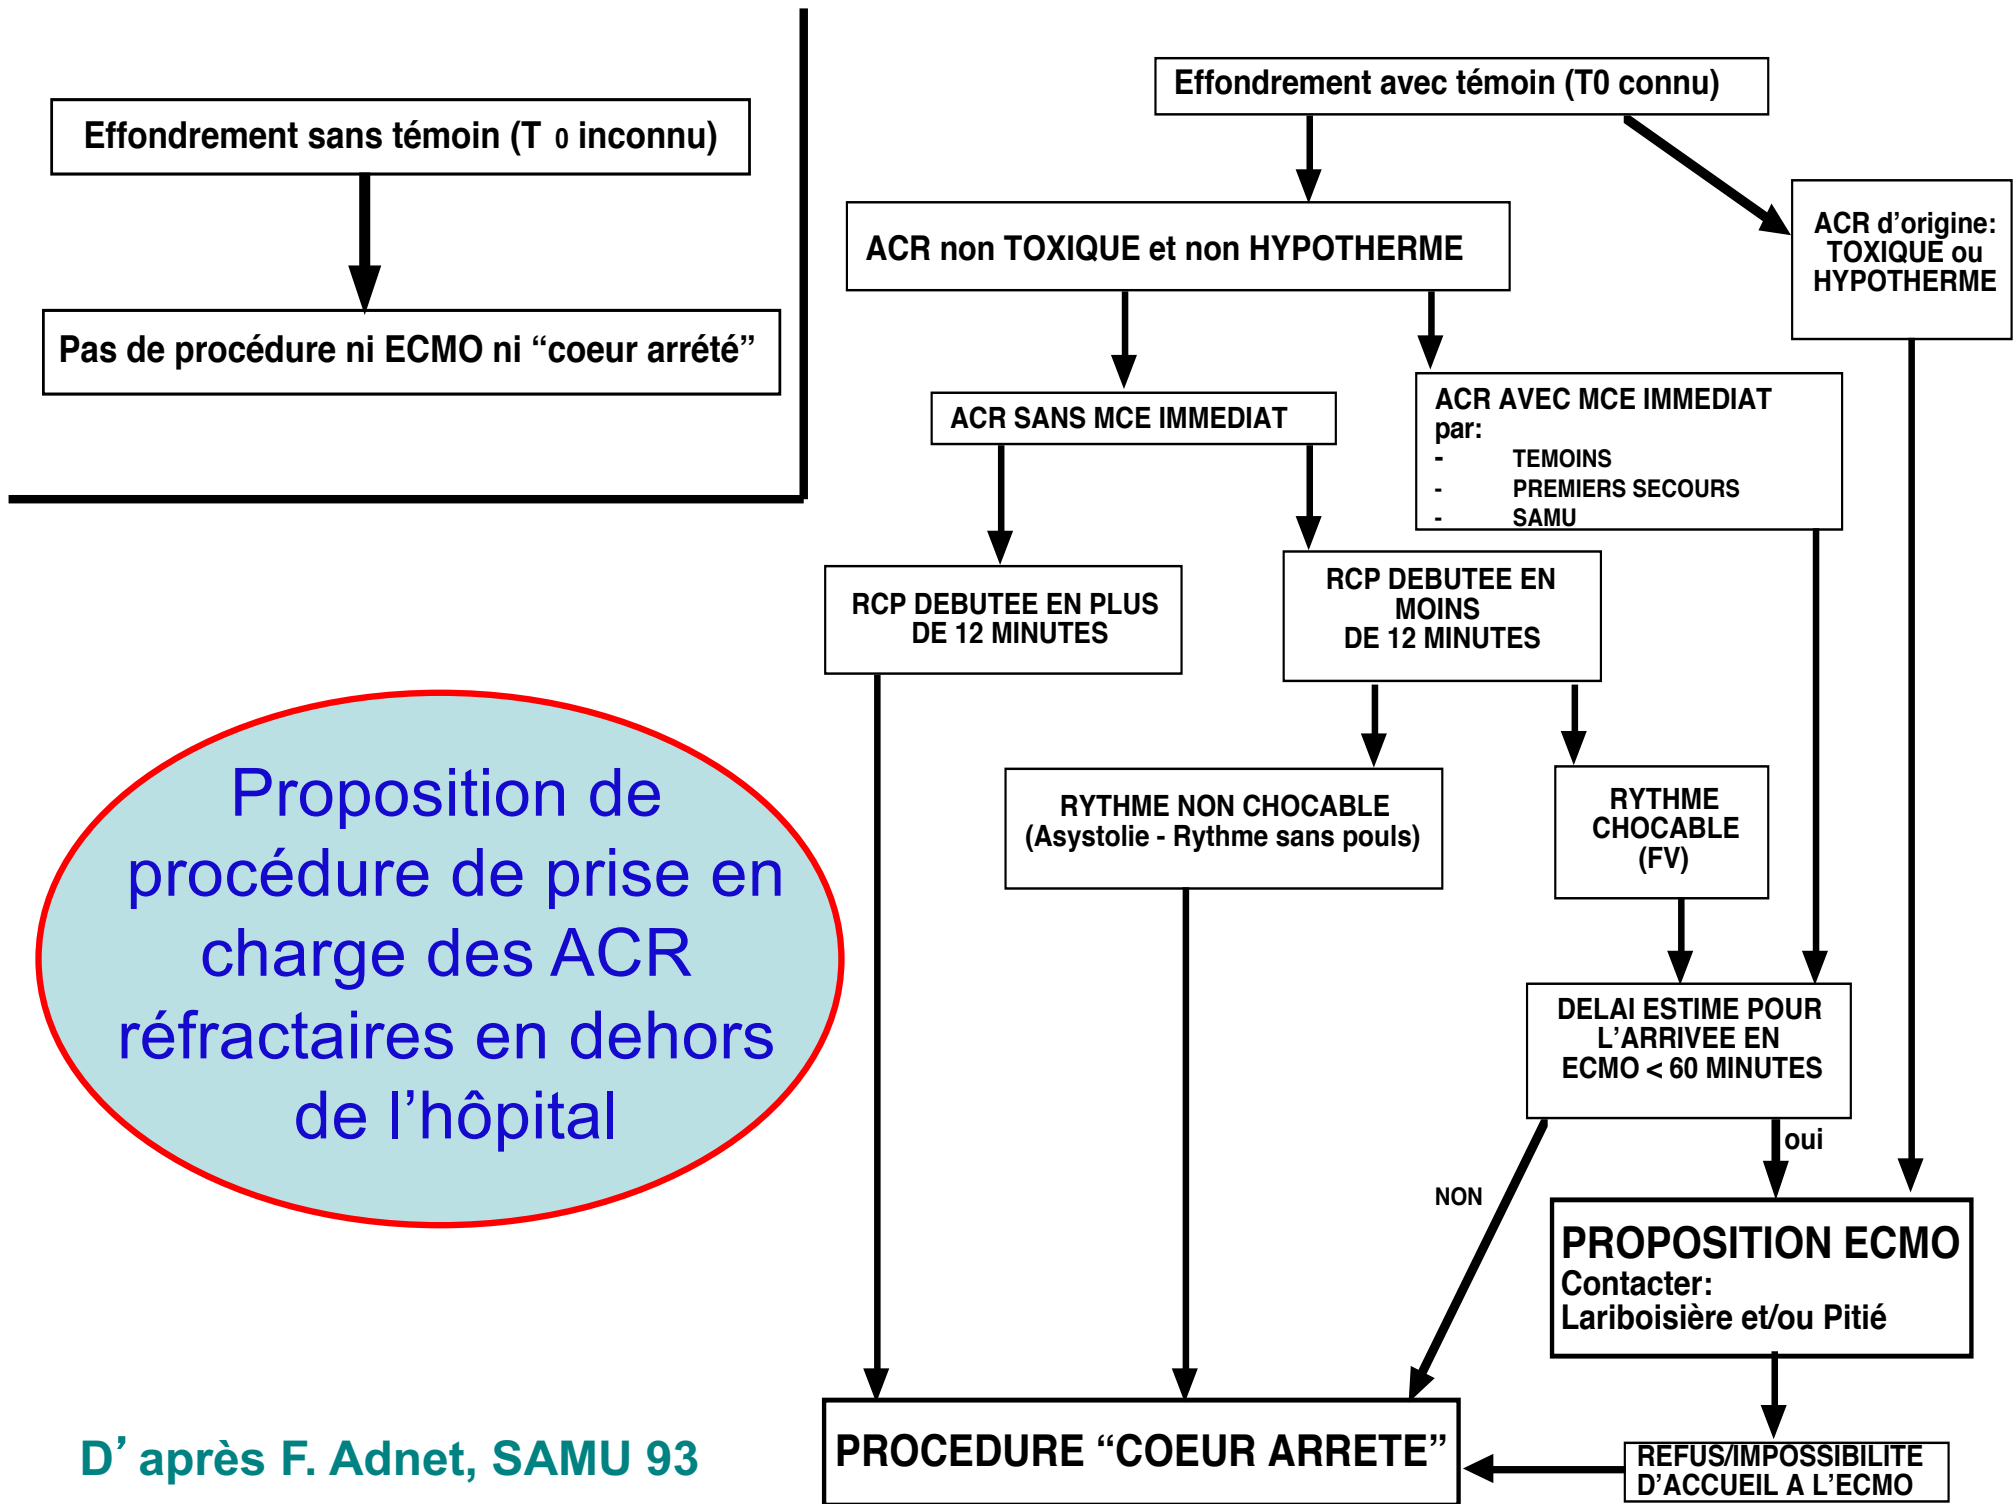 Effondrement sans témoin (T 0 inconnu)
Pas de procédure ni ECMO ni “coeur arrété”
Effondrement avec témoin (T0 connu)
ACR non TOXIQUE et non HYPOTHERME
ACR d’origine:
TOXIQUE ou
HYPOTHERME
ACR SANS MCE IMMEDIAT
ACR AVEC MCE IMMEDIAT
par:
- TEMOINS
- PREMIERS SECOURS
- SAMU
RCP DEBUTEE EN PLUS
DE 12 MINUTES
RCP DEBUTEE EN
MOINS
DE 12 MINUTES
RYTHME NON CHOCABLE
(Asystolie - Rythme sans pouls)
RYTHME
CHOCABLE
(FV)
DELAI ESTIME POUR
L’ARRIVEE EN
ECMO < 60 MINUTES
oui
NON
PROPOSITION ECMO
Contacter:
Lariboisière et/ou Pitié
PROCEDURE “COEUR ARRETE”
REFUS/IMPOSSIBILITE
D’ACCUEIL A L’ECMO
Proposition de
procédure de prise en
charge des ACR
réfractaires en dehors
de l’hôpital
D’ après F. Adnet, SAMU 93